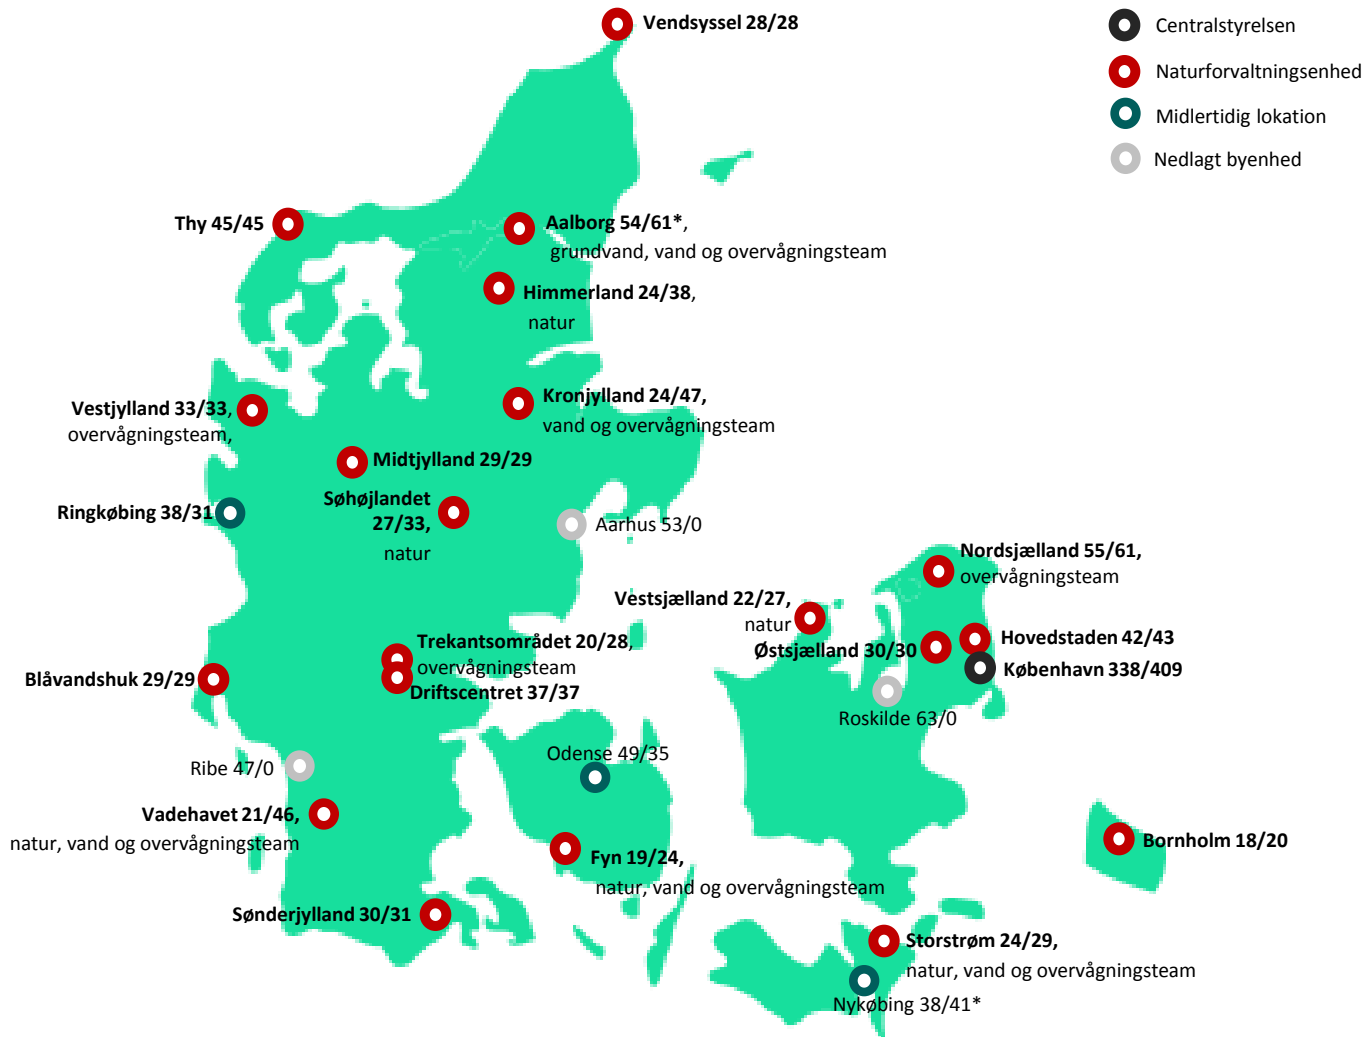 Vendsyssel 28/28
Centralstyrelsen
Naturforvaltningsenhed
Midlertidig lokation
Nedlagt byenhed
Thy 45/45
Aalborg 54/61*,
grundvand, vand og overvågningsteam
Himmerland 24/38,
natur
Vestjylland 33/33,
overvågningsteam,
Kronjylland 24/47,
vand og overvågningsteam
Midtjylland 29/29
Søhøjlandet
27/33,
natur
Ringkøbing 38/31
Aarhus 53/0
Nordsjælland 55/61,
overvågningsteam
Vestsjælland 22/27,
natur
Østsjælland 30/30
Hovedstaden 42/43
København 338/409
Roskilde 63/0
Trekantsområdet 20/28,
overvågningsteam
Driftscentret 37/37
Blåvandshuk 29/29
Odense 49/35
Ribe 47/0
Vadehavet 21/46,
natur, vand og overvågningsteam
Fyn 19/24,
natur, vand og overvågningsteam
Bornholm 18/20
Sønderjylland 30/31
Storstrøm 24/29,
natur, vand og overvågningsteam
Nykøbing 38/41*